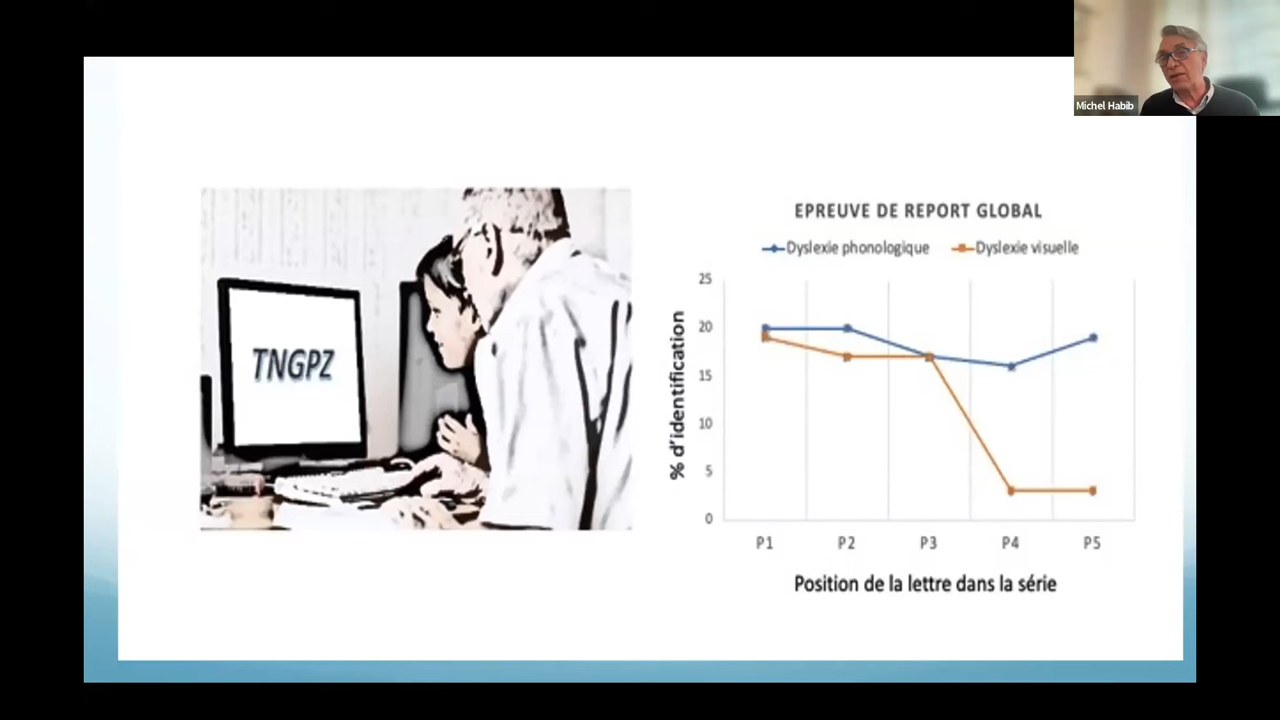 Michel Habib
EPREUVE DE REPORT GLOBAL
Dyslexie phonologique Dyslexie visuelle
TNGPZ
% d'identification
25
20
15
10
5
0
P1 P2 P3 P4 P5
Position de la lettre dans la série